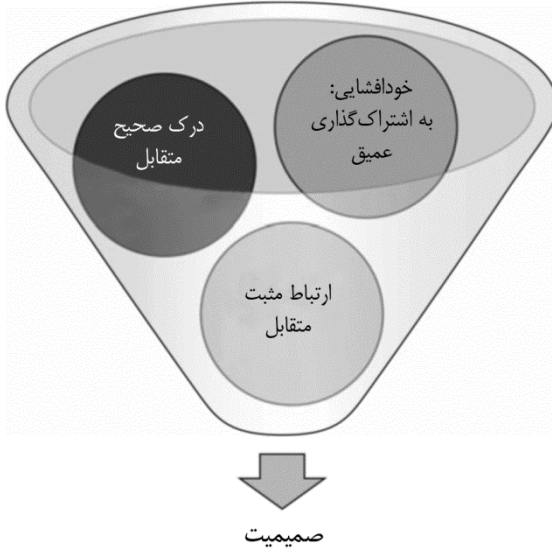 خودافشایی:
به اشتراک‌گذاری
عمیق
درک صحیح
متقابل
ارتباط مثبت
متقابل
صمیمیت